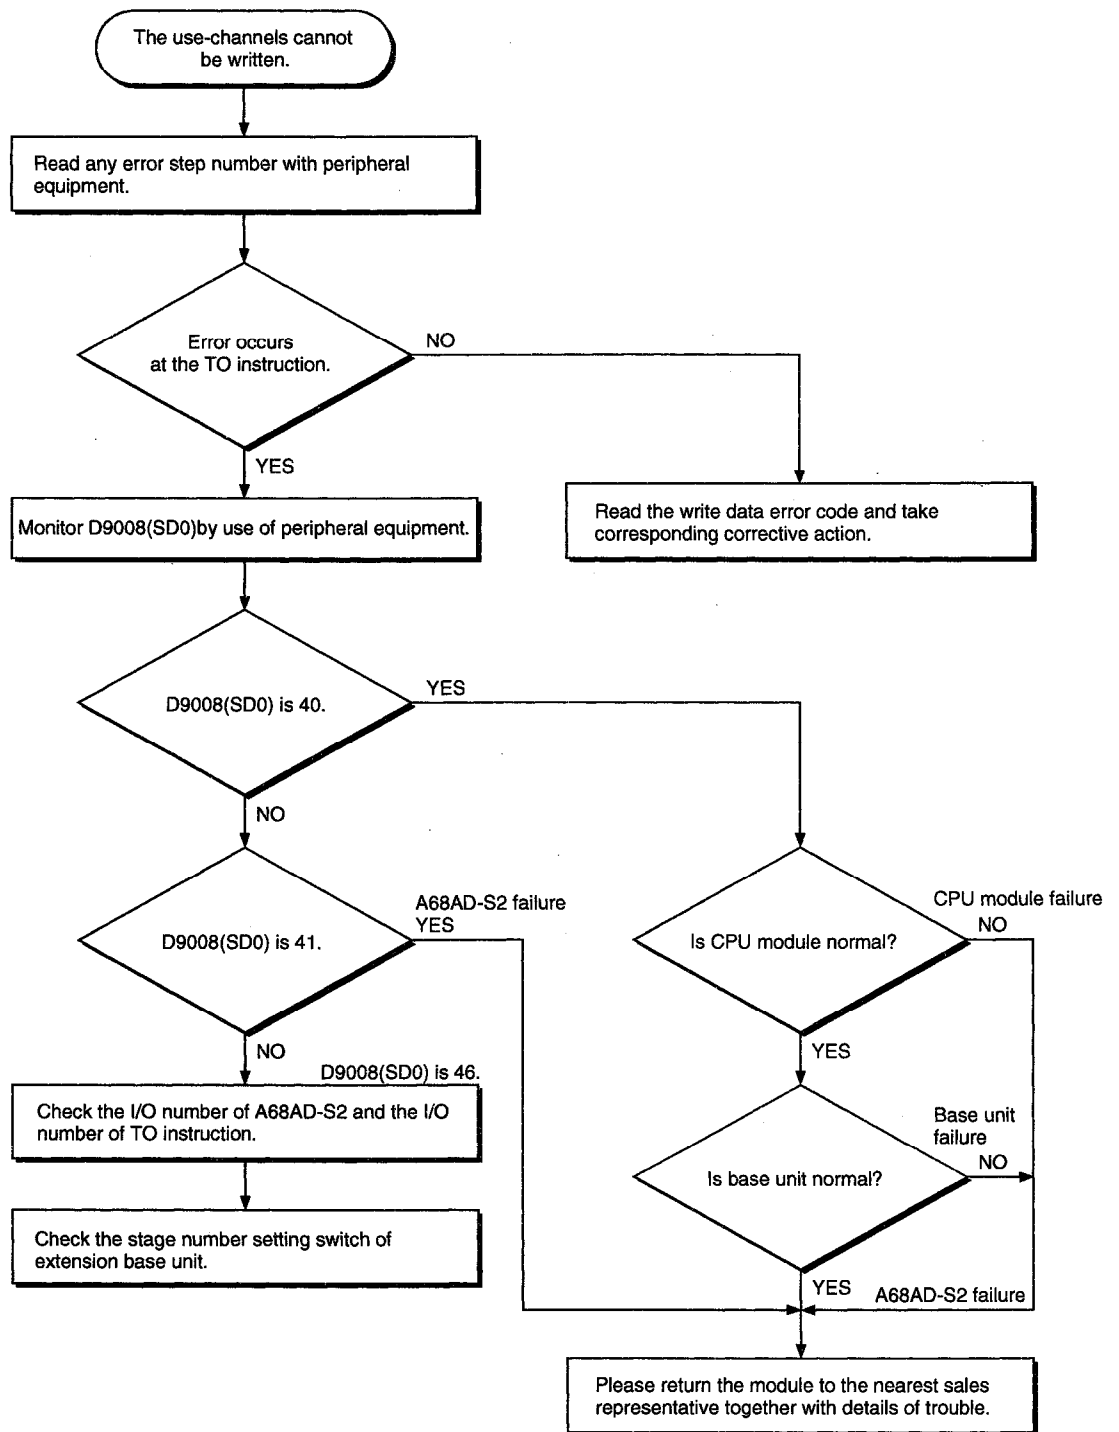 The use-channels cannot
be written.
Read any error step number with peripheral
equipment.
Error occurs
at the TO instruction.
NO
YES
Monitor D9008(SD0)by use of peripheral equipment.
Read the write data error code and take
corresponding corrective action.
D9008(SD0) is 40.
YES
NO
D9008(SD0) is 41.
A68AD-S2 failure
YES
Is CPU module normal?
CPU module failure
NO
NO
YES
D9008(SD0) is 46.
Check the I/O number of A68AD-S2 and the I/O
number of TO instruction.
Is base unit normal?
Base unit
failure
NO
Check the stage number setting switch of
extension base unit.
YES
A68AD-S2 failure
Please return the module to the nearest sales
representative together with details of trouble.